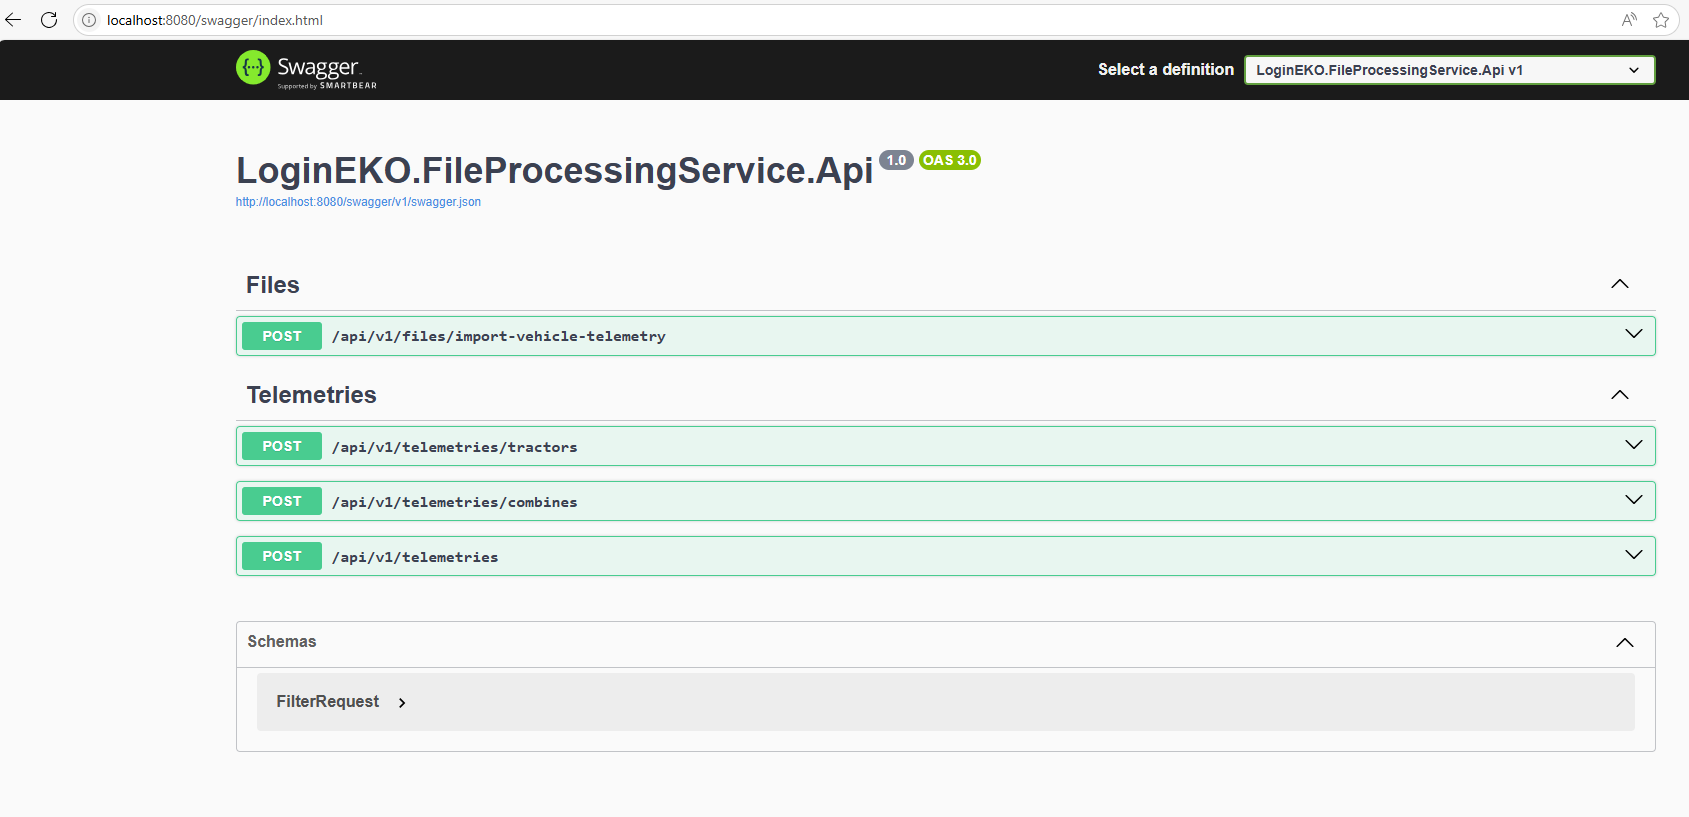 localhost:8080/swagger/index.html
Swagger
Supported by SMARTBEAR
Select a definition
LoginEKO.FileProcessingService.Api v1
LoginEKO.FileProcessingService.Api 1.0 OAS 3.0
http://localhost:8080/swagger/v1/swagger.json
Files
POST /api/v1/files/import-vehicle-telemetry
Telemetries
POST /api/v1/telemetries/tractors
POST /api/v1/telemetries/combines
POST /api/v1/telemetries
Schemas
FilterRequest